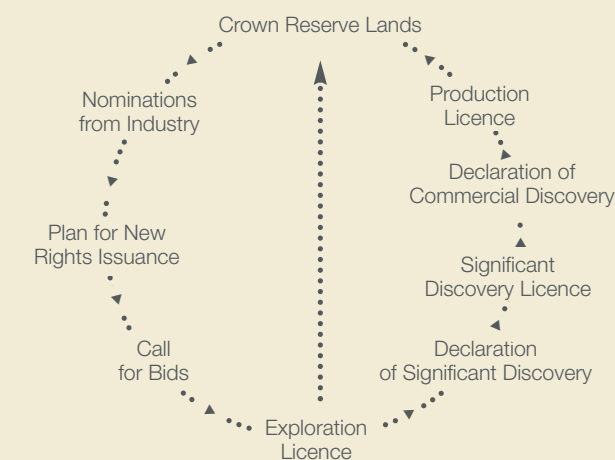 Crown Reserve Lands
Nominations
from Industry
Plan for New
Rights Issuance
Call
for Bids
Exploration
Licence
Declaration
of Significant Discovery
Significant
Discovery Licence
Declaration of
Commercial Discovery
Production
Licence